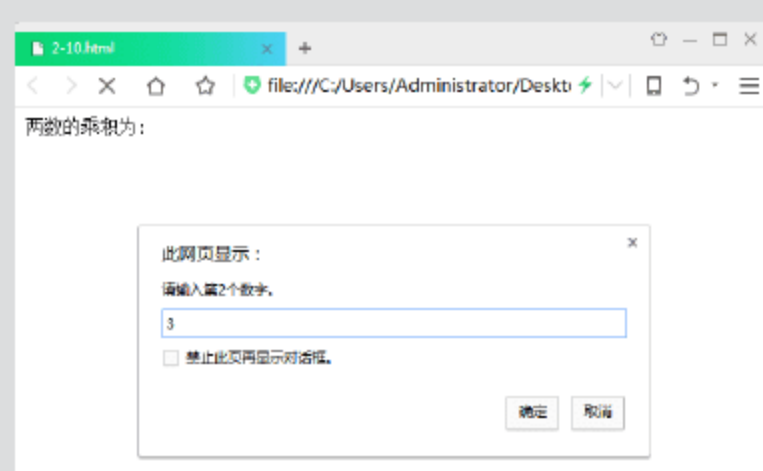 2-10.html
file:///C:/Users/Administrator/Deskt
两数的乘积为:
此网页显示:
请输入第2个数字。
3
禁止此页再显示对话框。
确定 取消